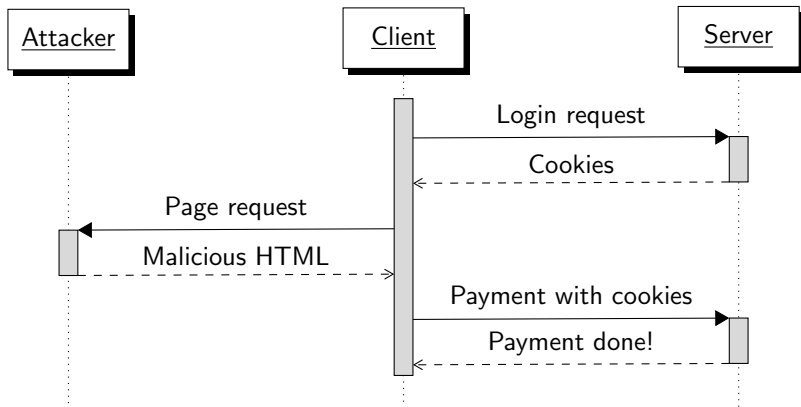 Attacker
Client
Server
Login request
Cookies
Page request
Malicious HTML
Payment with cookies
Payment done!